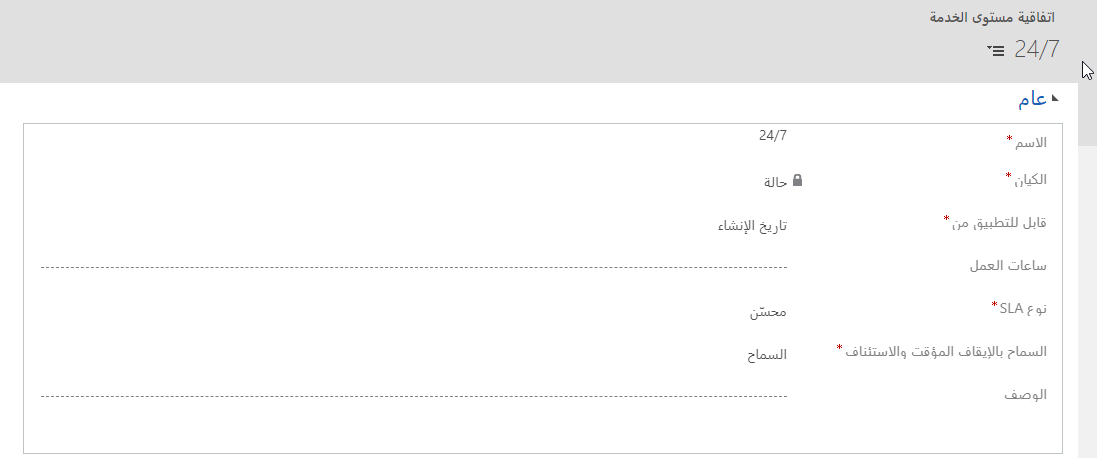 اتفاقية مستوى الخدمة
24/7
عام
الاسم* 24/7
الكيان* حالة
قابل للتطبيق من* تاريخ الإنشاء
ساعات العمل
نوع SLA* محسّن
السماح بالإيقاف المؤقت والاستئناف* السماح
الوصف